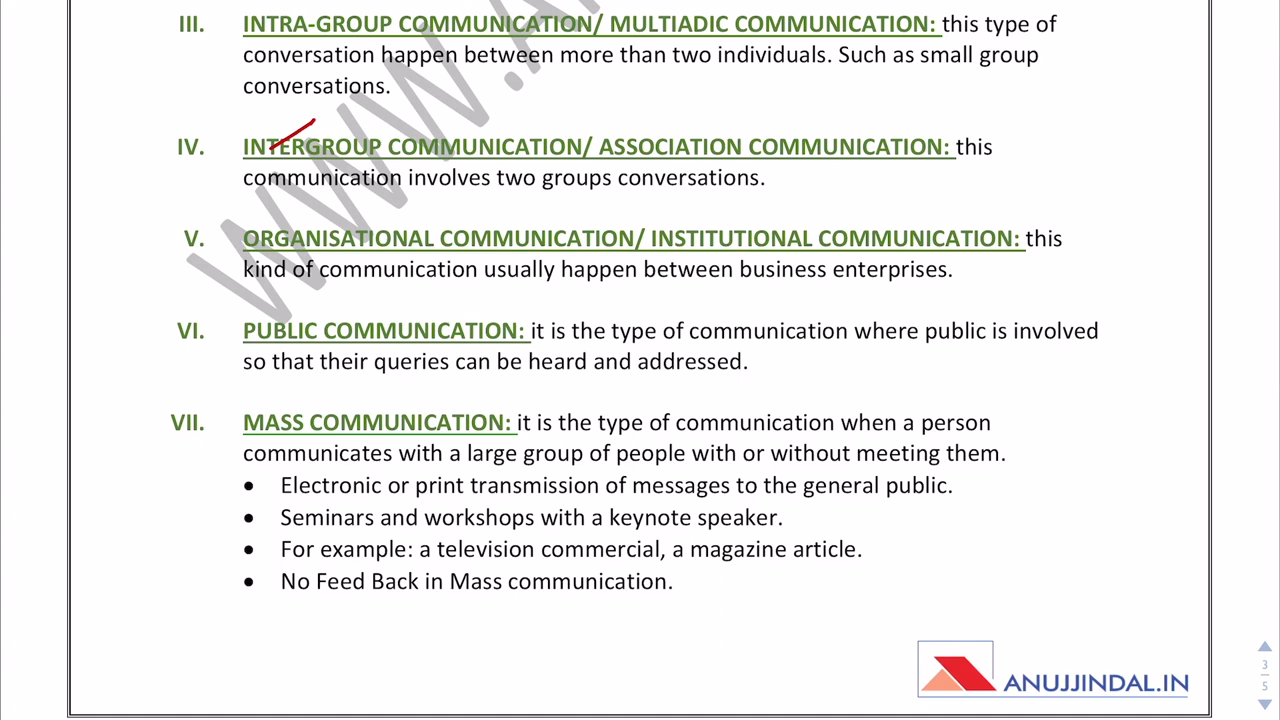 III. INTRA-GROUP COMMUNICATION/ MULTIADIC COMMUNICATION: this type of
conversation happen between more than two individuals. Such as small group
conversations.
IV. INTERGROUP COMMUNICATION/ ASSOCIATION COMMUNICATION: this
communication involves two groups conversations.
V. ORGANISATIONAL COMMUNICATION/ INSTITUTIONAL COMMUNICATION: this
kind of communication usually happen between business enterprises.
VI. PUBLIC COMMUNICATION: it is the type of communication where public is involved
so that their queries can be heard and addressed.
VII. MASS COMMUNICATION: it is the type of communication when a person
communicates with a large group of people with or without meeting them.
• Electronic or print transmission of messages to the general public.
• Seminars and workshops with a keynote speaker.
• For example: a television commercial, a magazine article.
• No Feed Back in Mass communication.
WWW.A
ANUJJINDAL.IN
3
5